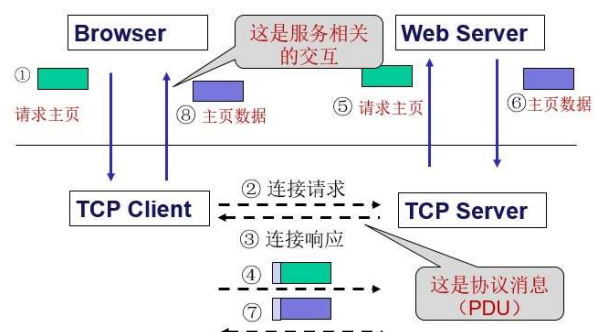 Browser
这是服务相关
的交互
Web Server
①
请求主页
⑧ 主页数据
⑤ 请求主页
⑥主页数据
② 连接请求
TCP Client
TCP Server
③ 连接响应
④
⑦
这是协议消息
（PDU）